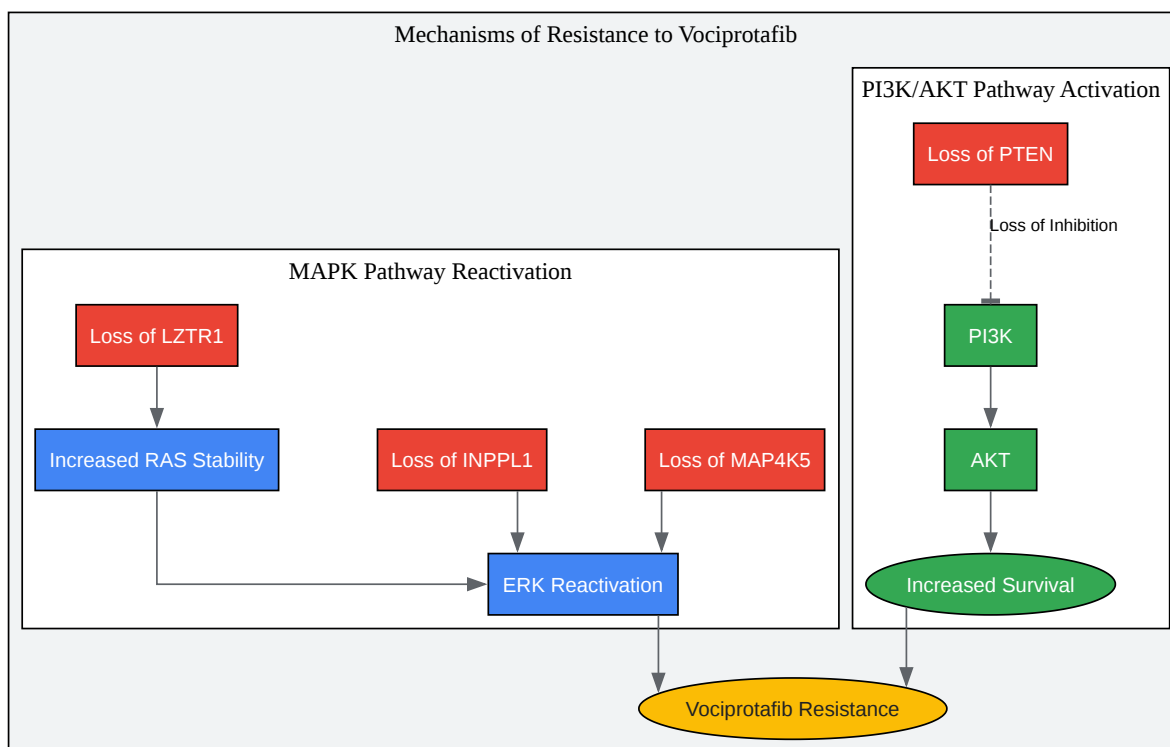 Mechanisms of Resistance to Vociprotafib
PI3K/AKT Pathway Activation
Loss of PTEN
Loss of Inhibition
MAPK Pathway Reactivation
Loss of LZTR1
PI3K
Increased RAS Stability
Loss of INPPL1
Loss of MAP4K5
AKT
ERK Reactivation
Increased Survival
Vociprotafib Resistance